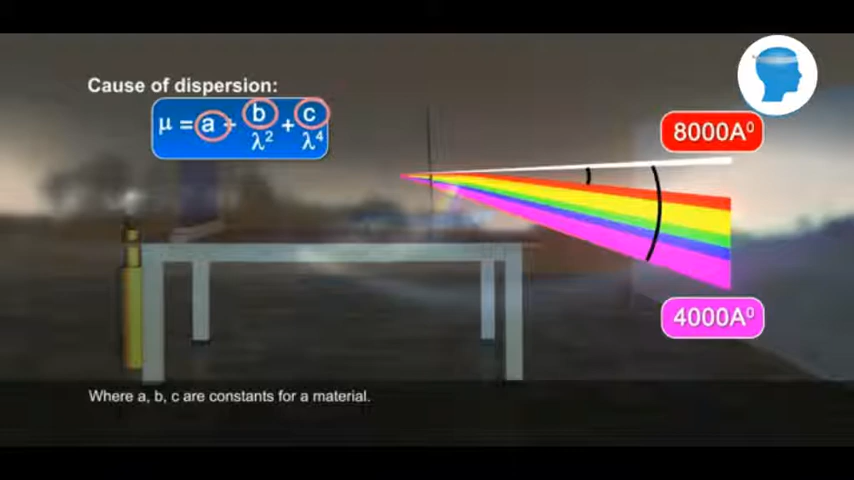 Cause of dispersion:
μ = a + b/λ² + c/λ⁴
8000A⁰
4000A⁰
Where a, b, c are constants for a material.